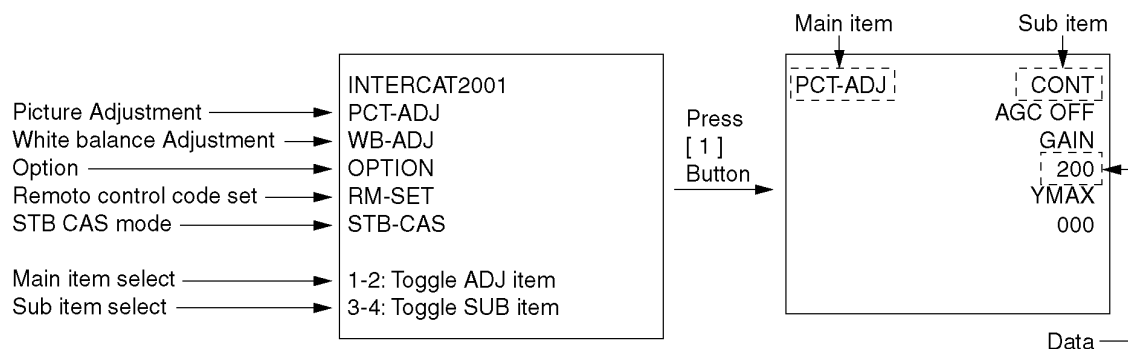 Main item
Sub item
INTERCAT2001
Picture Adjustment
PCT-ADJ
White balance Adjustment
WB-ADJ
Option
OPTION
Remoto control code set
RM-SET
STB CAS mode
STB-CAS
Main item select
1-2: Toggle ADJ item
Sub item select
3-4: Toggle SUB item
Press
[ 1 ]
Button
PCT-ADJ
CONT
AGC OFF
GAIN
200
YMAX
000
Data